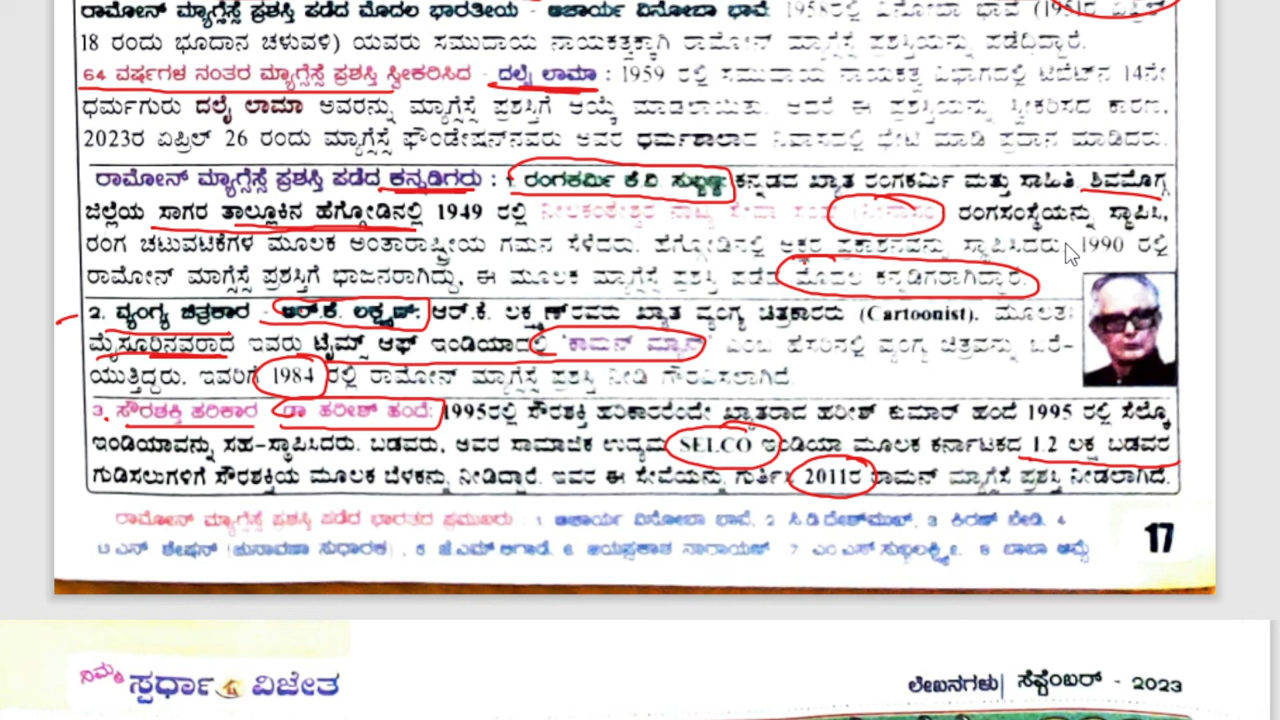 ರಾಮೋನ್ ಮ್ಯಾಗ್ಸೆಸ್ಸೆ ಪ್ರಶಸ್ತಿ ಪಡೆದ ಮೊದಲ ಭಾರತೀಯ - ಆಚಾರ್ಯ ವಿನೋಬಾ ಭಾವೆ: 1958ರಲ್ಲಿ ವಿನೋಬಾ ಭಾವೆ (1951ರ ಏಪ್ರಿಲ್
18 ರಂದು ಭೂದಾನ ಚಳುವಳಿ) ಯವರು ಸಮುದಾಯ ನಾಯಕತ್ವಕ್ಕಾಗಿ ರಾಮೋನ್ ಮ್ಯಾಗ್ಸೆಸ್ಸೆ ಪ್ರಶಸ್ತಿಯನ್ನು ಪಡೆದಿದ್ದಾರೆ.
64 ವರ್ಷಗಳ ನಂತರ ಮ್ಯಾಗ್ಸೆಸ್ಸೆ ಪ್ರಶಸ್ತಿ ಸ್ವೀಕರಿಸಿದ - ದಲೈ ಲಾಮಾ : 1959 ರಲ್ಲಿ ಸಮುದಾಯ ನಾಯಕತ್ವ ವಿಭಾಗದಲ್ಲಿ ಟಿಬೆಟ್‌ನ 14ನೇ
ಧರ್ಮಗುರು ದಲೈ ಲಾಮಾ ಅವರನ್ನು ಮ್ಯಾಗ್ಸೆಸ್ಸೆ ಪ್ರಶಸ್ತಿಗೆ ಆಯ್ಕೆ ಮಾಡಲಾಯಿತು. ಆದರೆ ಈ ಪ್ರಶಸ್ತಿಯನ್ನು ಸ್ವೀಕರಿಸದ ಕಾರಣ,
2023ರ ಏಪ್ರಿಲ್ 26 ರಂದು ಮ್ಯಾಗ್ಸೆಸ್ಸೆ ಫೌಂಡೇಷನ್‌ನವರು ಅವರ ಧರ್ಮಶಾಲಾದ ನಿವಾಸದಲ್ಲಿ ಭೇಟಿ ಮಾಡಿ ಪ್ರದಾನ ಮಾಡಿದರು.
ರಾಮೋನ್ ಮ್ಯಾಗ್ಸೆಸ್ಸೆ ಪ್ರಶಸ್ತಿ ಪಡೆದ ಕನ್ನಡಿಗರು : 1. ರಂಗಕರ್ಮಿ ಕೆ.ವಿ. ಸುಬ್ಬಣ್ಣ ಕನ್ನಡದ ಖ್ಯಾತ ರಂಗಕರ್ಮಿ ಮತ್ತು ಸಾಹಿತಿ. ಶಿವಮೊಗ್ಗ
ಜಿಲ್ಲೆಯ ಸಾಗರ ತಾಲ್ಲೂಕಿನ ಹೆಗ್ಗೋಡಿನಲ್ಲಿ 1949 ರಲ್ಲಿ ನೀಲಕಂಠೇಶ್ವರ ನಾಟ್ಯ ಸೇವಾ ಸಂಘ (ನೀನಾಸಂ) ರಂಗಸಂಸ್ಥೆಯನ್ನು ಸ್ಥಾಪಿಸಿ,
ರಂಗ ಚಟುವಟಿಕೆಗಳ ಮೂಲಕ ಅಂತಾರಾಷ್ಟ್ರೀಯ ಗಮನ ಸೆಳೆದರು. ಹೆಗ್ಗೋಡಿನಲ್ಲಿ ಅಕ್ಷರ ಪ್ರಕಾಶನವನ್ನು ಸ್ಥಾಪಿಸಿದರು. 1990 ರಲ್ಲಿ
ರಾಮೋನ್ ಮಾಗ್ಸೆಸೆ ಪ್ರಶಸ್ತಿಗೆ ಭಾಜನರಾಗಿದ್ದು, ಈ ಮೂಲಕ ಮ್ಯಾಗ್ಸೆಸೆ ಪ್ರಶಸ್ತಿ ಪಡೆದ ಮೊದಲ ಕನ್ನಡಿಗರಾಗಿದ್ದಾರೆ.
2. ವ್ಯಂಗ್ಯ ಚಿತ್ರಕಾರ - ಆರ್.ಕೆ. ಲಕ್ಷ್ಮಣ್: ಆರ್.ಕೆ. ಲಕ್ಷ್ಮಣ್‌ರವರು ಖ್ಯಾತ ವ್ಯಂಗ್ಯ ಚಿತ್ರಕಾರರು (Cartoonist). ಮೂಲತಃ
ಮೈಸೂರಿನವರಾದ ಇವರು ಟೈಮ್ಸ್ ಆಫ್ ಇಂಡಿಯಾದಲ್ಲಿ 'ಕಾಮನ್ ಮ್ಯಾನ್' ಎಂಬ ಹೆಸರಿನಲ್ಲಿ ವ್ಯಂಗ್ಯ ಚಿತ್ರವನ್ನು ಬರೆ-
ಯುತ್ತಿದ್ದರು. ಇವರಿಗೆ 1984 ರಲ್ಲಿ ರಾಮೋನ್ ಮ್ಯಾಗ್ಸೆಸೆ ಪ್ರಶಸ್ತಿ ನೀಡಿ ಗೌರವಿಸಲಾಗಿದೆ.
3. ಸೌರಶಕ್ತಿ ಹರಿಕಾರ ಡಾ ಹರೀಶ್ ಹಂದೆ: 1995ರಲ್ಲಿ ಸೌರಶಕ್ತಿ ಹರಿಕಾರರೆಂದೇ ಖ್ಯಾತರಾದ ಹರೀಶ್ ಕುಮಾರ್ ಹಂದೆ 1995 ರಲ್ಲಿ ಸೆಲ್ಕೊ
ಇಂಡಿಯಾವನ್ನು ಸಹ-ಸ್ಥಾಪಿಸಿದರು. ಬಡವರು, ಅವರ ಸಾಮಾಜಿಕ ಉದ್ಯಮ SELCO ಇಂಡಿಯಾ ಮೂಲಕ ಕರ್ನಾಟಕದ 1.2 ಲಕ್ಷ ಬಡವರ
ಗುಡಿಸಲುಗಳಿಗೆ ಸೌರಶಕ್ತಿಯ ಮೂಲಕ ಬೆಳಕನ್ನು ನೀಡಿದ್ದಾರೆ. ಇವರ ಈ ಸೇವೆಯನ್ನು ಗುರ್ತಿಸಿ 2011ರ ರಾಮನ್ ಮ್ಯಾಗ್ಸೆಸೆ ಪ್ರಶಸ್ತಿ ನೀಡಲಾಗಿದೆ.
ರಾಮೋನ್ ಮ್ಯಾಗ್ಸೆಸ್ಸೆ ಪ್ರಶಸ್ತಿ ಪಡೆದ ಭಾರತದ ಪ್ರಮುಖರು : 1 ಆಚಾರ್ಯ ವಿನೋಬಾ ಭಾವೆ, 2 ಸಿ.ಡಿ ದೇಶ್‌ಮುಖ್, 3 ಕಿರಣ್ ಬೇಡಿ, 4
ಟಿ ಎನ್ ಶೇಷನ್ (ಚುನಾವಣಾ ಸುಧಾರಕ) , 6 ಜಯಪ್ರಕಾಶ ನಾರಾಯಣ್ 7 ಎಂ ಎಸ್ ಸುಬ್ಬಲಕ್ಷ್ಮೀ, 8 ಬಾಬಾ ಆಮ್ಟೆ
17
ನಿಮ್ಮ ಸ್ಪರ್ಧಾ ವಿಜೇತ
ಲೇಖನಗಳು| ಸೆಪ್ಟೆಂಬರ್ - 2023